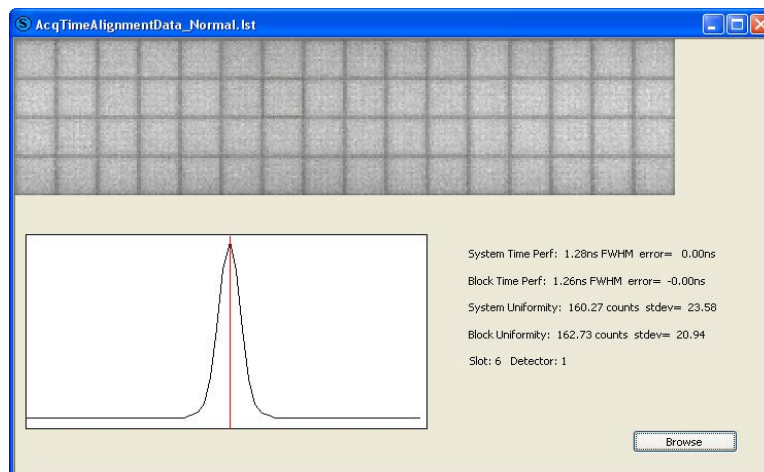 AcqTimeAlignmentData_Normal.lst
System Time Perf: 1.28ns FWHM error= 0.00ns
Block Time Perf: 1.26ns FWHM error= -0.00ns
System Uniformity: 160.27 counts stdev= 23.58
Block Uniformity: 162.73 counts stdev= 20.94
Slot: 6 Detector: 1
Browse